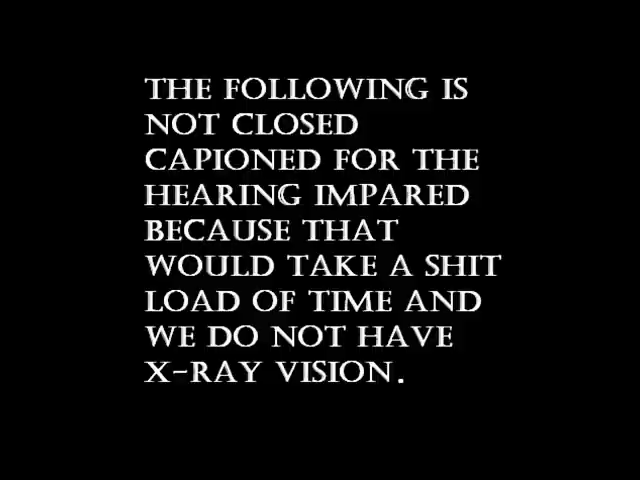 THE FOLLOWING IS
NOT CLOSED
CAPIONED FOR THE
HEARING IMPARED
BECAUSE THAT
WOULD TAKE A SHIT
LOAD OF TIME AND
WE DO NOT HAVE
X-RAY VISION.